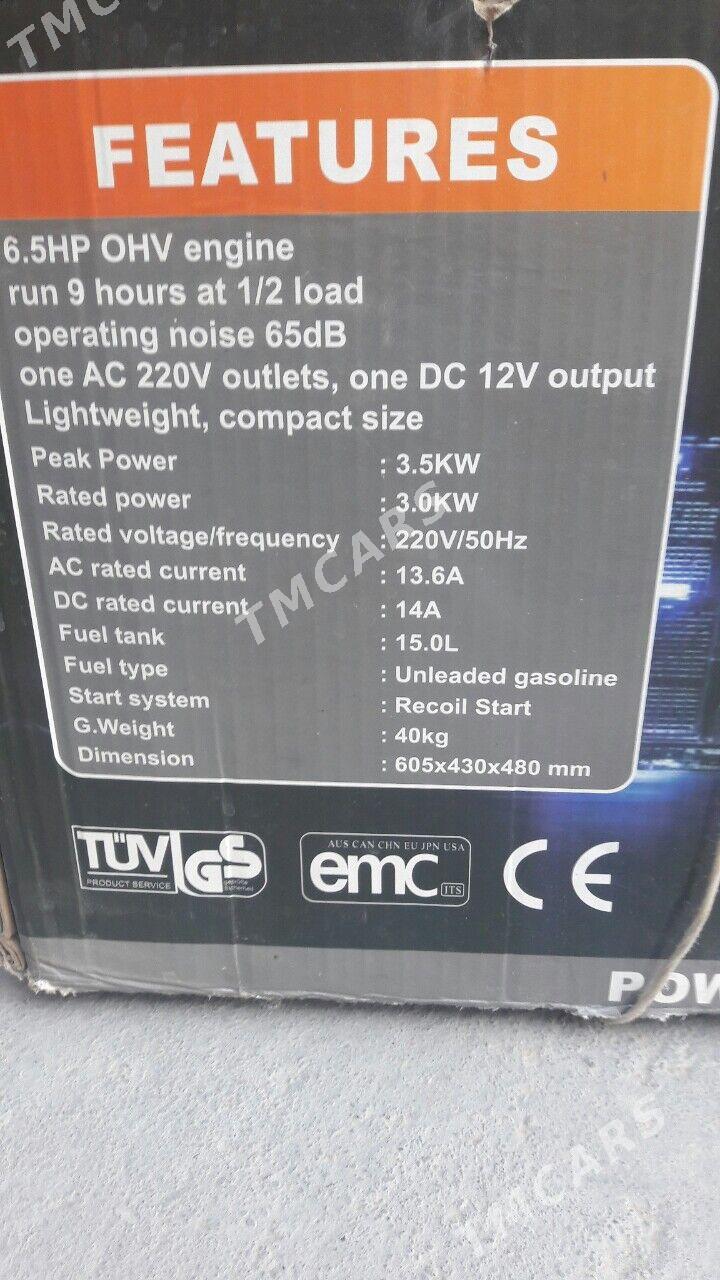 TMCARS
FEATURES
6.5HP OHV engine
run 9 hours at 1/2 load
operating noise 65dB
one AC 220V outlets, one DC 12V output
Lightweight, compact size
Peak Power : 3.5KW
Rated power : 3.0KW
Rated voltage/frequency : 220V/50Hz
AC rated current : 13.6A
DC rated current : 14A
Fuel tank : 15.0L
Fuel type : Unleaded gasoline
Start system : Recoil Start
G.Weight : 40kg
Dimension : 605x430x480 mm
TMCARS
TÜV GS
PRODUCT SERVICE geprüfte Sicherheit
AUS CAN CHN EU JPN USA
emc ITS
CE
POW
TMCARS